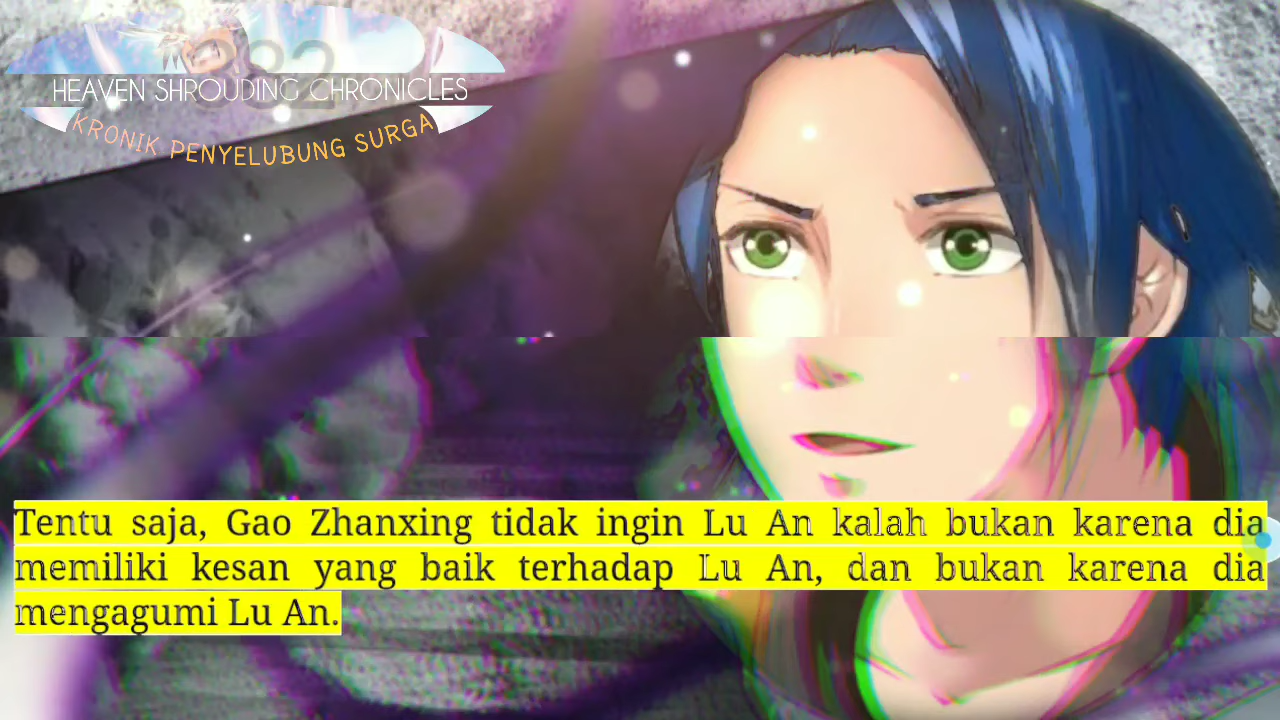 382
HEAVEN SHROUDING CHRONICLES
KRONIK PENYELUBUNG SURGA
Tentu saja, Gao Zhanxing tidak ingin Lu An kalah bukan karena dia
memiliki kesan yang baik terhadap Lu An, dan bukan karena dia
mengagumi Lu An.